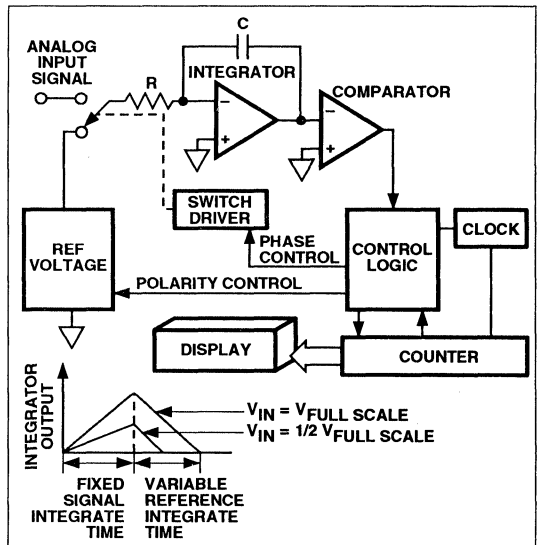 C
ANALOG
INPUT
SIGNAL
R
INTEGRATOR
COMPARATOR
−
+
−
+
SWITCH
DRIVER
REF
VOLTAGE
PHASE
CONTROL
CONTROL
LOGIC
CLOCK
POLARITY CONTROL
DISPLAY
COUNTER
INTEGRATOR
OUTPUT
VIN = VFULL SCALE
VIN = 1/2 VFULL SCALE
FIXED
SIGNAL
INTEGRATE
TIME
VARIABLE
REFERENCE
INTEGRATE
TIME